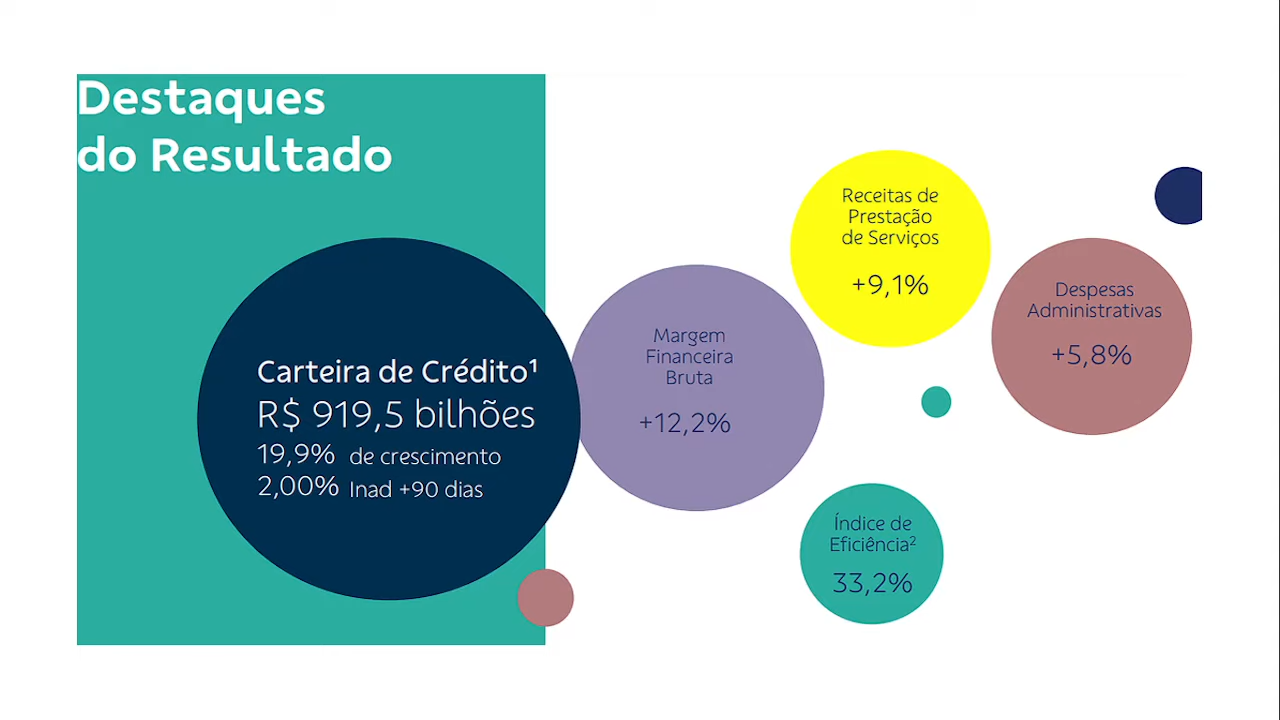 Destaques
do Resultado
Carteira de Crédito¹
R$ 919,5 bilhões
19,9% de crescimento
2,00% Inad +90 dias
Margem
Financeira
Bruta
+12,2%
Receitas de
Prestação
de Serviços
+9,1%
Despesas
Administrativas
+5,8%
Índice de
Eficiência²
33,2%